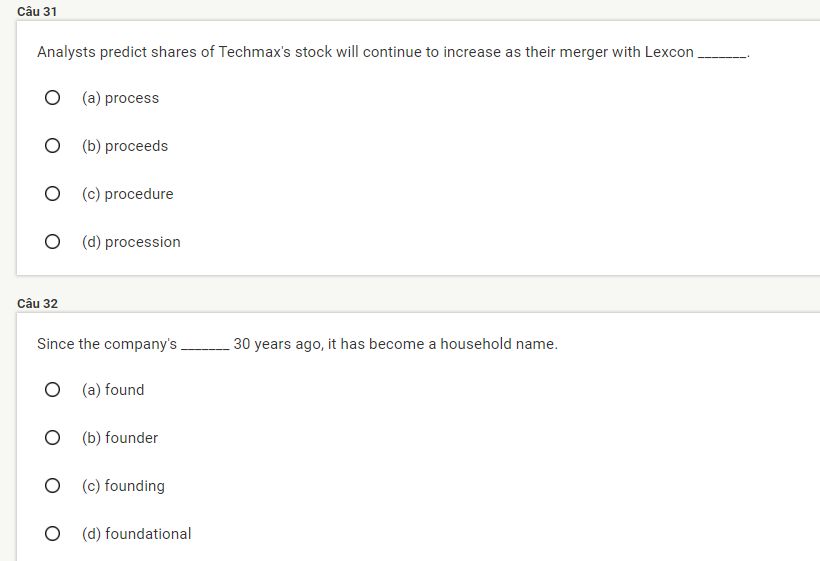 Câu 31
Analysts predict shares of Techmax's stock will continue to increase as their merger with Lexcon _______.
(a) process
(b) proceeds
(c) procedure
(d) procession
Câu 32
Since the company's _______ 30 years ago, it has become a household name.
(a) found
(b) founder
(c) founding
(d) foundational